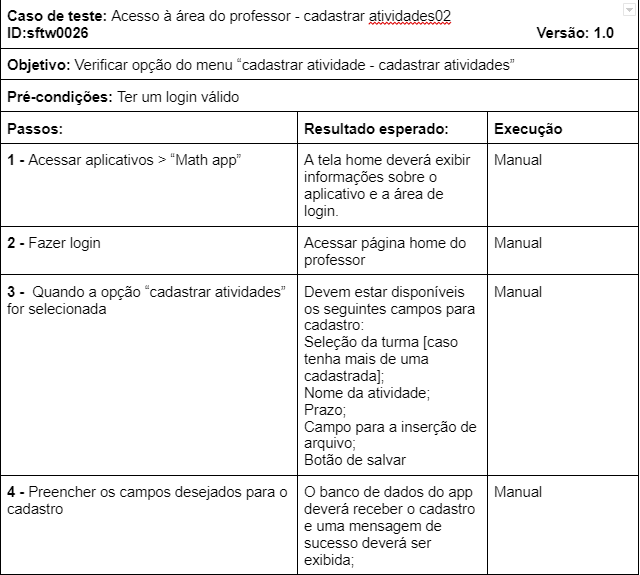 Caso de teste: Acesso à área do professor - cadastrar atividades02
ID:sftw0026 Versão: 1.0
Objetivo: Verificar opção do menu “cadastrar atividade - cadastrar atividades”
Pré-condições: Ter um login válido
Passos: Resultado esperado: Execução
1 - Acessar aplicativos > “Math app”
A tela home deverá exibir
informações sobre o
aplicativo e a área de
login.
Manual
2 - Fazer login
Acessar página home do
professor
Manual
3 - Quando a opção “cadastrar atividades”
for selecionada
Devem estar disponíveis
os seguintes campos para
cadastro:
Seleção da turma [caso
tenha mais de uma
cadastrada];
Nome da atividade;
Prazo;
Campo para a inserção de
arquivo;
Botão de salvar
Manual
4 - Preencher os campos desejados para o
cadastro
O banco de dados do app
deverá receber o cadastro
e uma mensagem de
sucesso deverá ser
exibida;
Manual